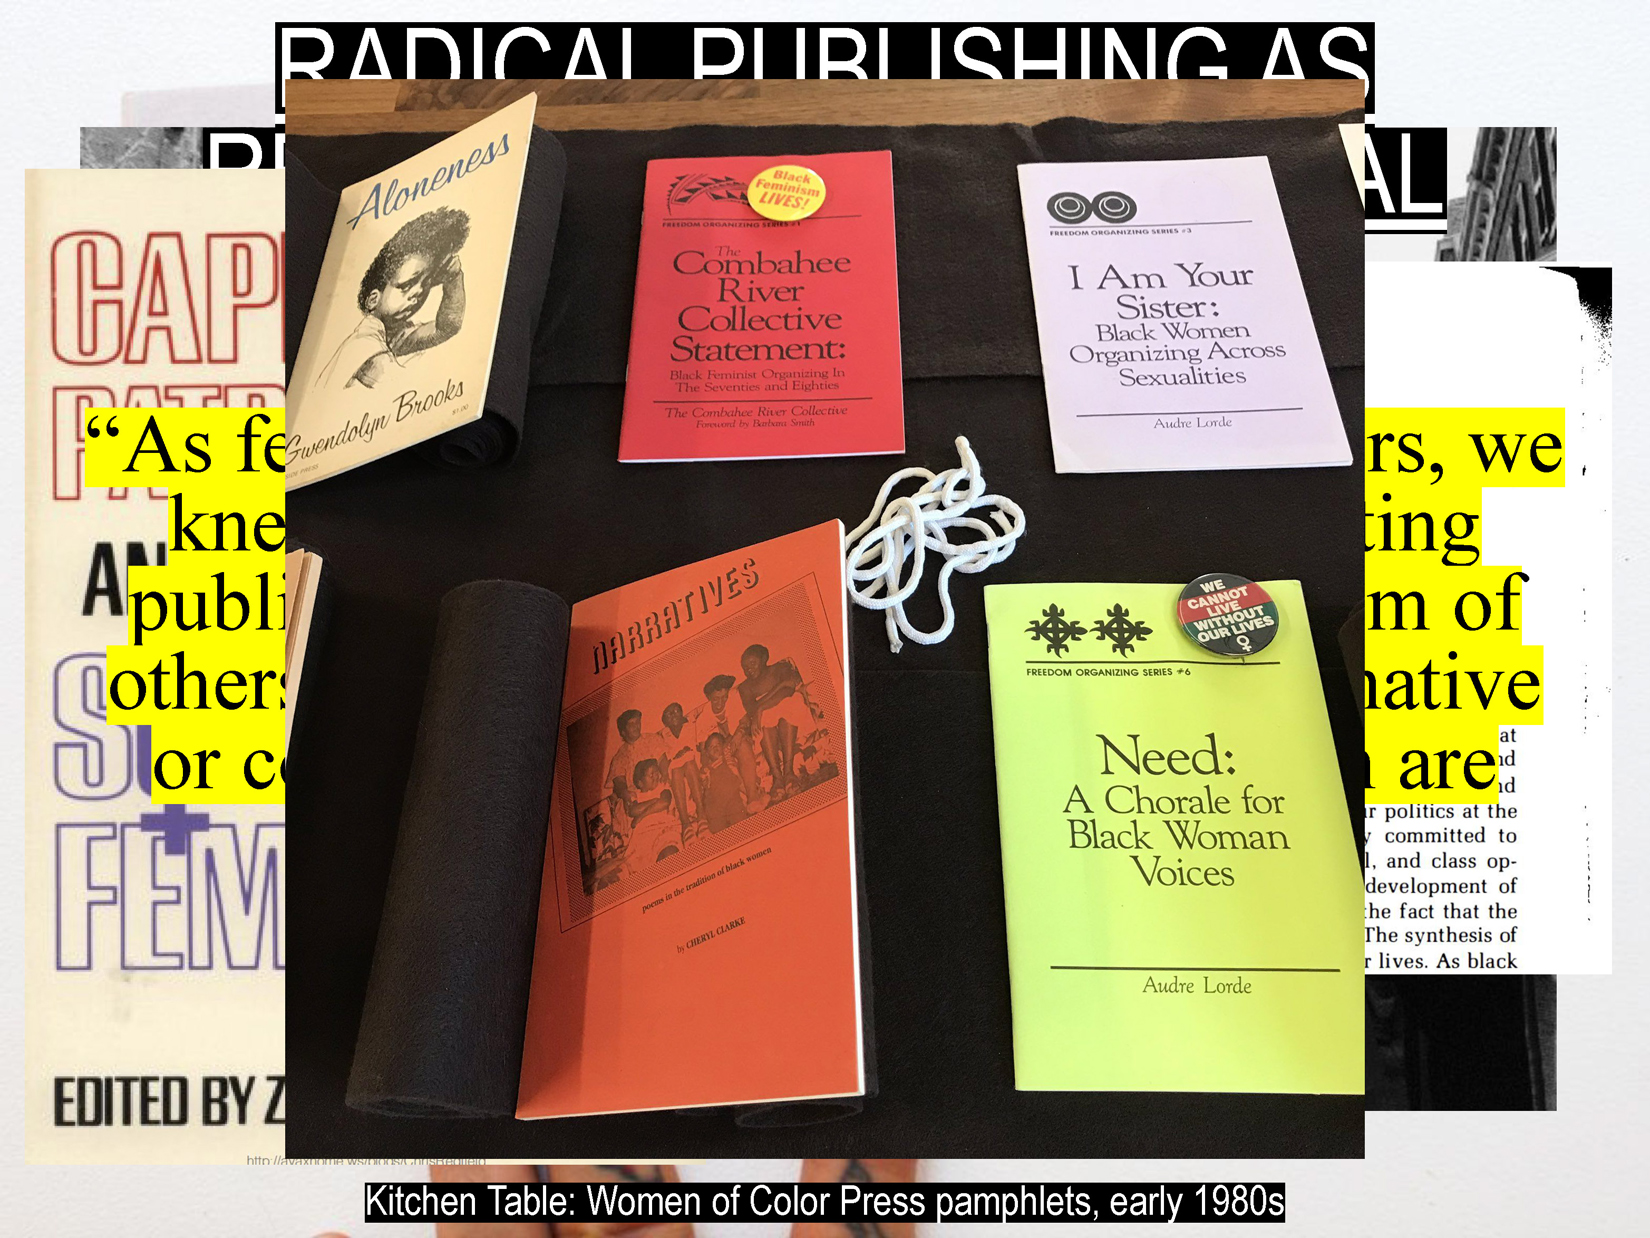 RADICAL PUBLISHING AS
AL
CAP
AN
EDITED BY Z
“As fe
kne
publi
others
or c
rs, we
ting
m of
native
are
at
politics at the
committed to
, and class op-
development of
the fact that the
The synthesis of
r lives. As black
Aloneness
Gwendolyn Brooks
$1.00
SIDE PRESS
Black
Feminism
LIVES!
FREEDOM ORGANIZING SERIES #1
The
Combahee
River
Collective
Statement:
Black Feminist Organizing In
The Seventies and Eighties
The Combahee River Collective
Foreword by Barbara Smith
FREEDOM ORGANIZING SERIES #3
I Am Your
Sister:
Black Women
Organizing Across
Sexualities
Audre Lorde
NARRATIVES
poems in the tradition of black women
by CHERYL CLARKE
WE
CANNOT
LIVE
WITHOUT
OUR LIVES
FREEDOM ORGANIZING SERIES #6
Need:
A Chorale for
Black Woman
Voices
Audre Lorde
Kitchen Table: Women of Color Press pamphlets, early 1980s